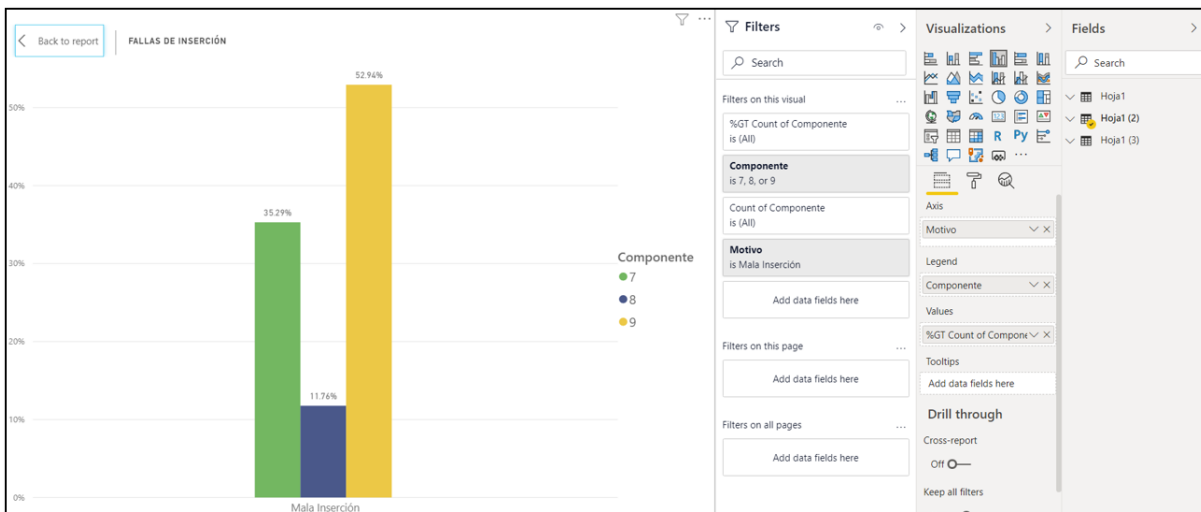 Back to report
FALLAS DE INSERCIÓN
...
50%
40%
30%
20%
10%
0%
35.29%
11.76%
52.94%
Mala Inserción
Componente
7
8
9
Filters
Search
Filters on this visual
...
%GT Count of Componente
is (All)
Componente
is 7, 8, or 9
Count of Componente
is (All)
Motivo
is Mala Inserción
Add data fields here
Filters on this page
...
Add data fields here
Filters on all pages
...
Add data fields here
Visualizations
123
R
Py
...
Axis
Motivo
Legend
Componente
Values
%GT Count of Compone
Tooltips
Add data fields here
Drill through
Cross-report
Off
Keep all filters
Fields
Search
Hoja1
Hoja1 (2)
Hoja1 (3)